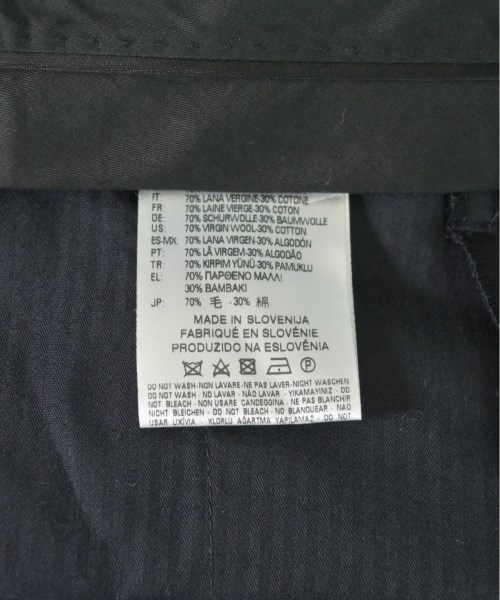 IT: 70% LANA VERGINE-30% COTONE
FR: 70% LAINE VIERGE-30% COTON
DE: 70% SCHURWOLLE-30% BAUMWOLLE
US: 70% VIRGIN WOOL-30% COTTON
ES-MX: 70% LANA VIRGEN-30% ALGODÓN
PT: 70% LÃ VIRGEM-30% ALGODÃO
TR: 70% KIRPIM YÜNÜ-30% PAMUKLU
EL: 70% ΠΑΡΘΕΝΟ ΜΑΛΛΙ
30% ΒΑΜΒΑΚΙ
JP: 70% 毛 -30% 綿
MADE IN SLOVENIJA
FABRIQUÉ EN SLOVÉNIE
PRODUZIDO NA ESLOVÊNIA
P
DO NOT WASH-NON LAVARE-NE PAS LAVER-NICHT WASCHEN
DO NOT WASH-NO LAVAR - NÃO LAVAR -YIKAMAYINIZ - DO
NOT BLEACH - NON USARE CANDEGGINA - NE PAS BLANCHIR
NICHT BLEICHEN - DO NOT BLEACH-NO BLANQUEAR - NÃO
USAR LIXÍVIA - KLORLU AĞARTMA YAPILAMAZ - DO NOT